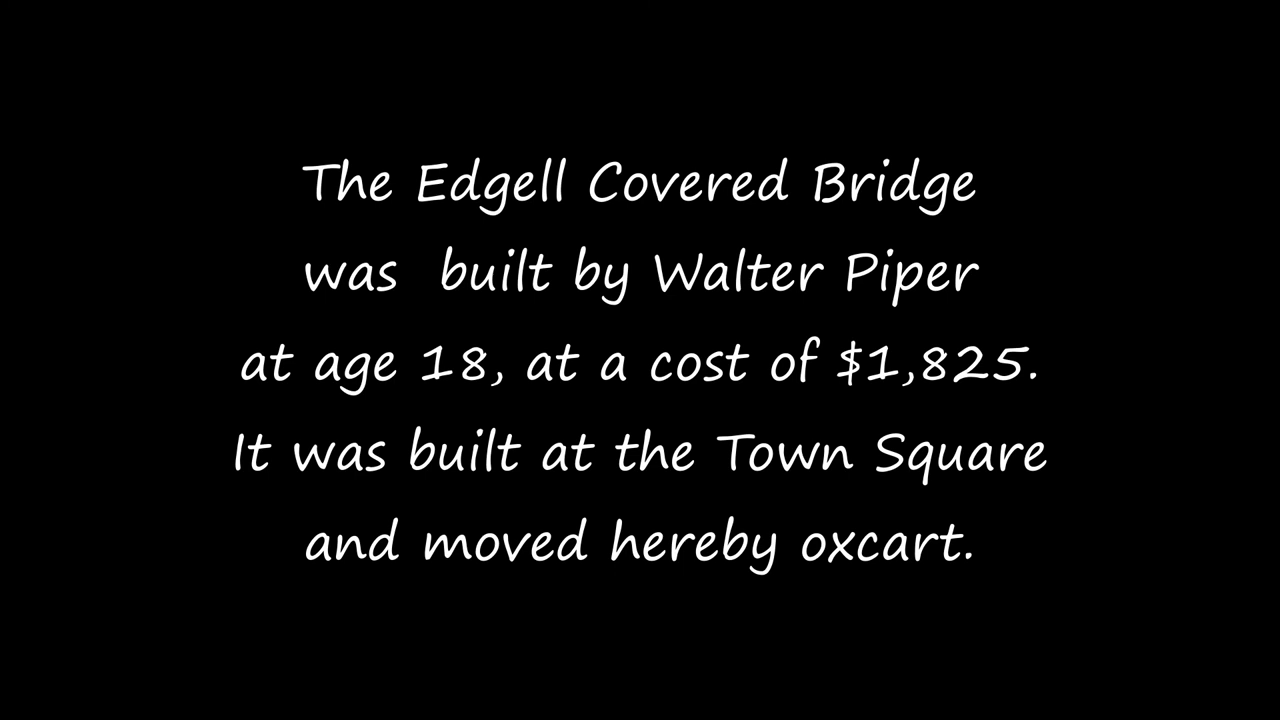 The Edgell Covered Bridge
was  built by Walter Piper
at age 18, at a cost of $1,825.
It was built at the Town Square
and moved hereby oxcart.